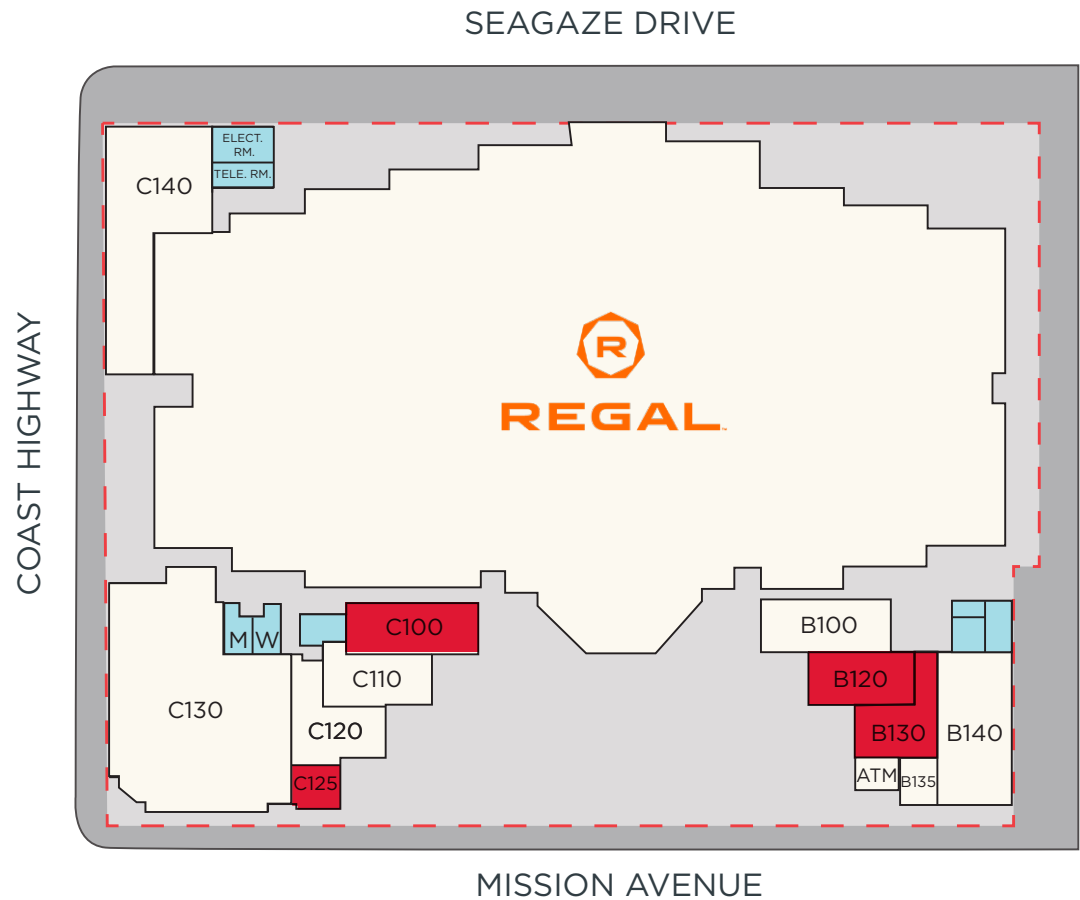 SEAGAZE DRIVE
ELECT.
RM.
TELE. RM.
C140
COAST HIGHWAY
R
REGAL™
M
W
C100
B100
C110
B120
C130
C120
B130
B140
C125
ATM
B135
MISSION AVENUE